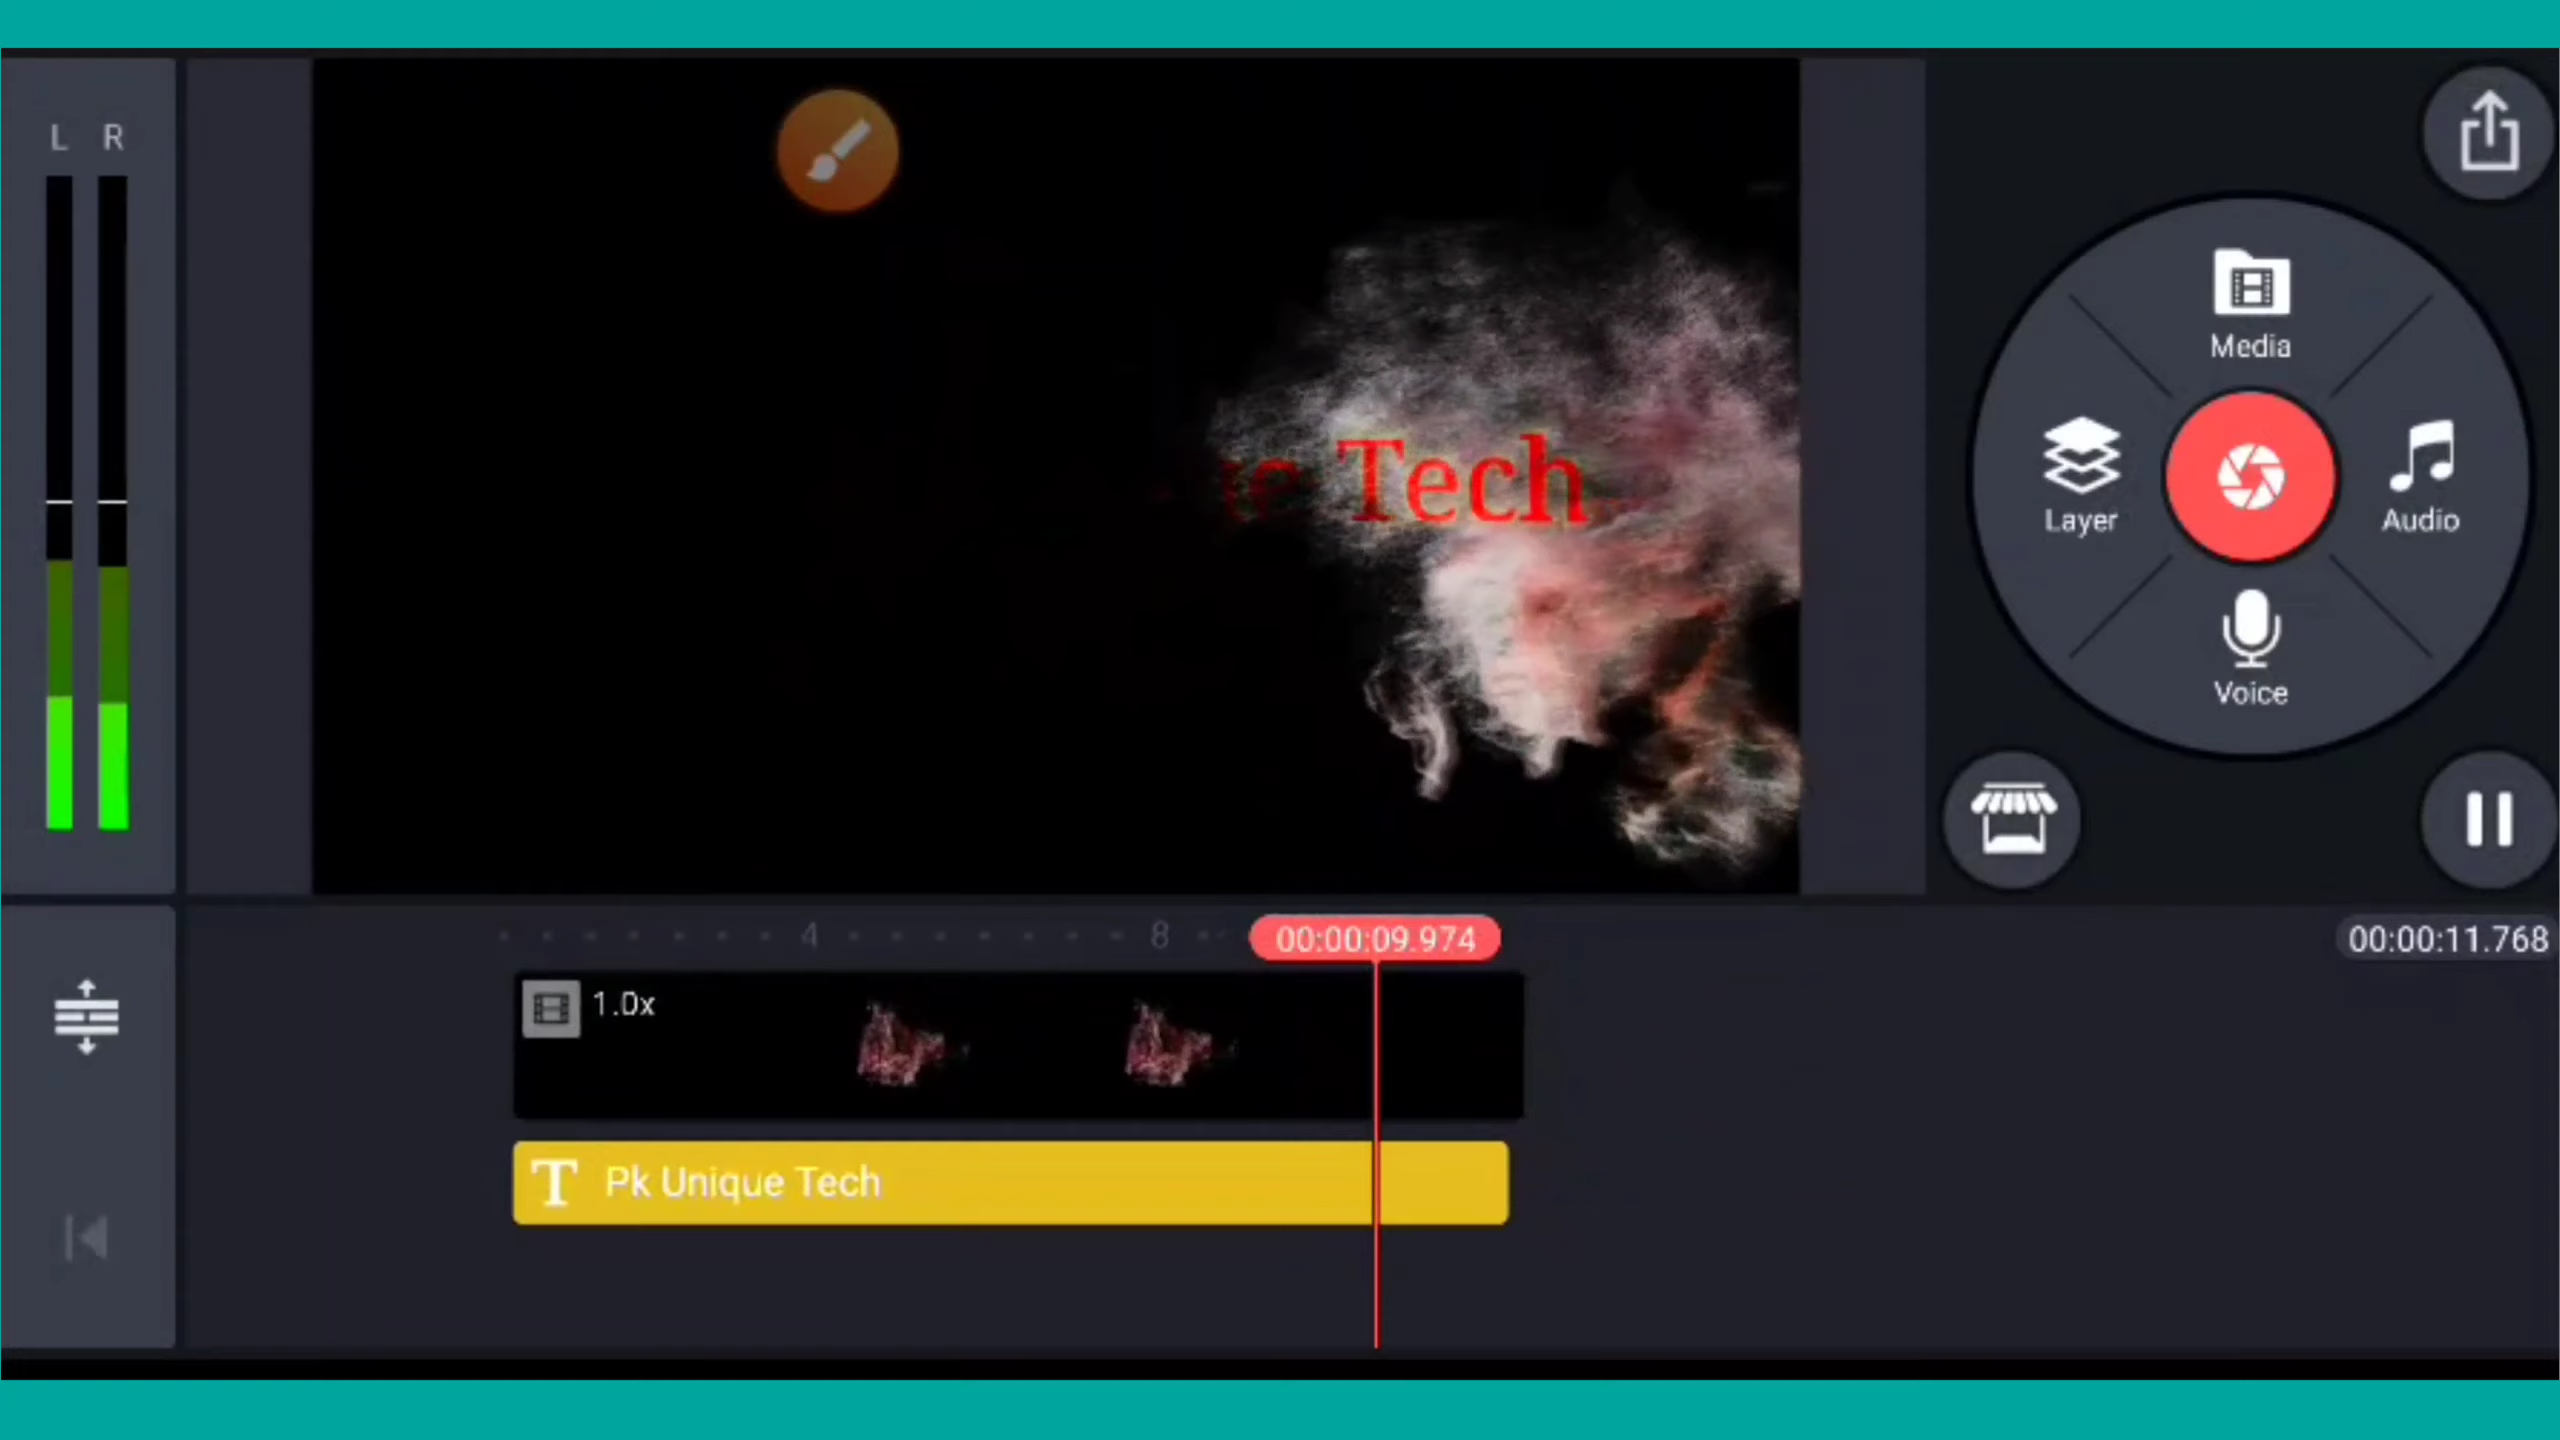 L R
Tech
Media
Layer
Audio
Voice
4 8 00:00:09.974
00:00:11.768
1.0x
T Pk Unique Tech